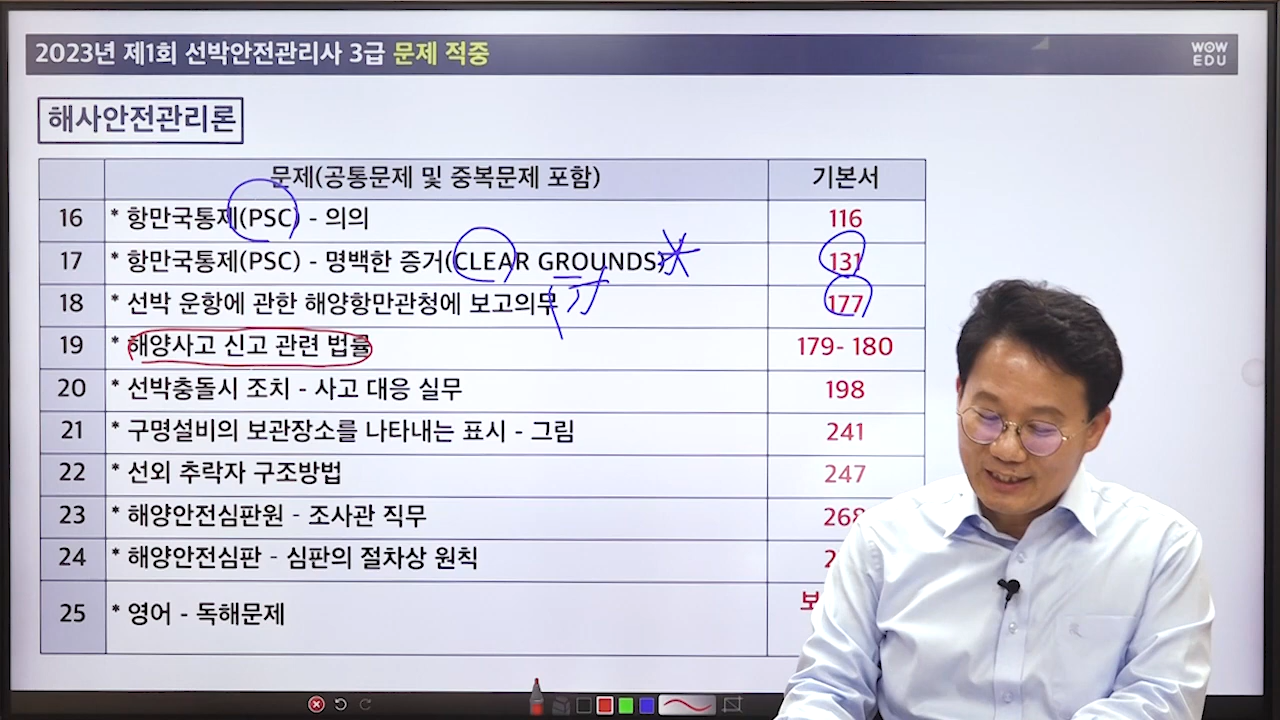 2023년 제1회 선박안전관리사 3급 문제 적중
WOW
EDU
해사안전관리론
문제(공통문제 및 중복문제 포함) 기본서
16 * 항만국통제(PSC) - 의의 116
17 * 항만국통제(PSC) - 명백한 증거(CLEAR GROUNDS) 131
18 * 선박 운항에 관한 해양항만관청에 보고의무 177
19 * 해양사고 신고 관련 법률 179- 180
20 * 선박충돌시 조치 - 사고 대응 실무 198
21 * 구명설비의 보관장소를 나타내는 표시 - 그림 241
22 * 선외 추락자 구조방법 247
23 * 해양안전심판원 - 조사관 직무 268
24 * 해양안전심판 - 심판의 절차상 원칙
25 * 영어 - 독해문제